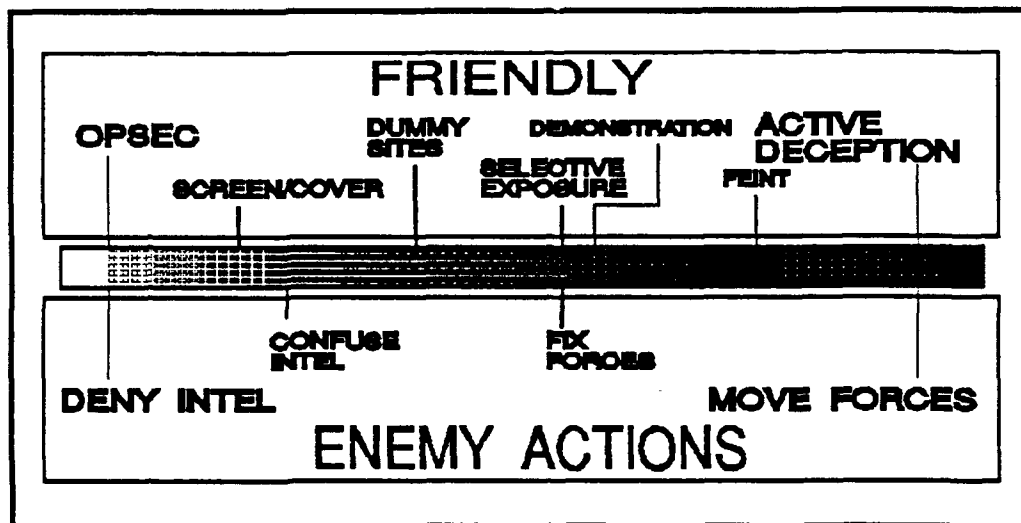 FRIENDLY
OPSEC
SCREEN/COVER
DUMMY
SITES
SELECTIVE
EXPOSURE
DEMONSTRATION
ACTIVE
DECEPTION
FEINT
CONFUSE
INTEL
FIX
FORCES
DENY INTEL
MOVE FORCES
ENEMY ACTIONS